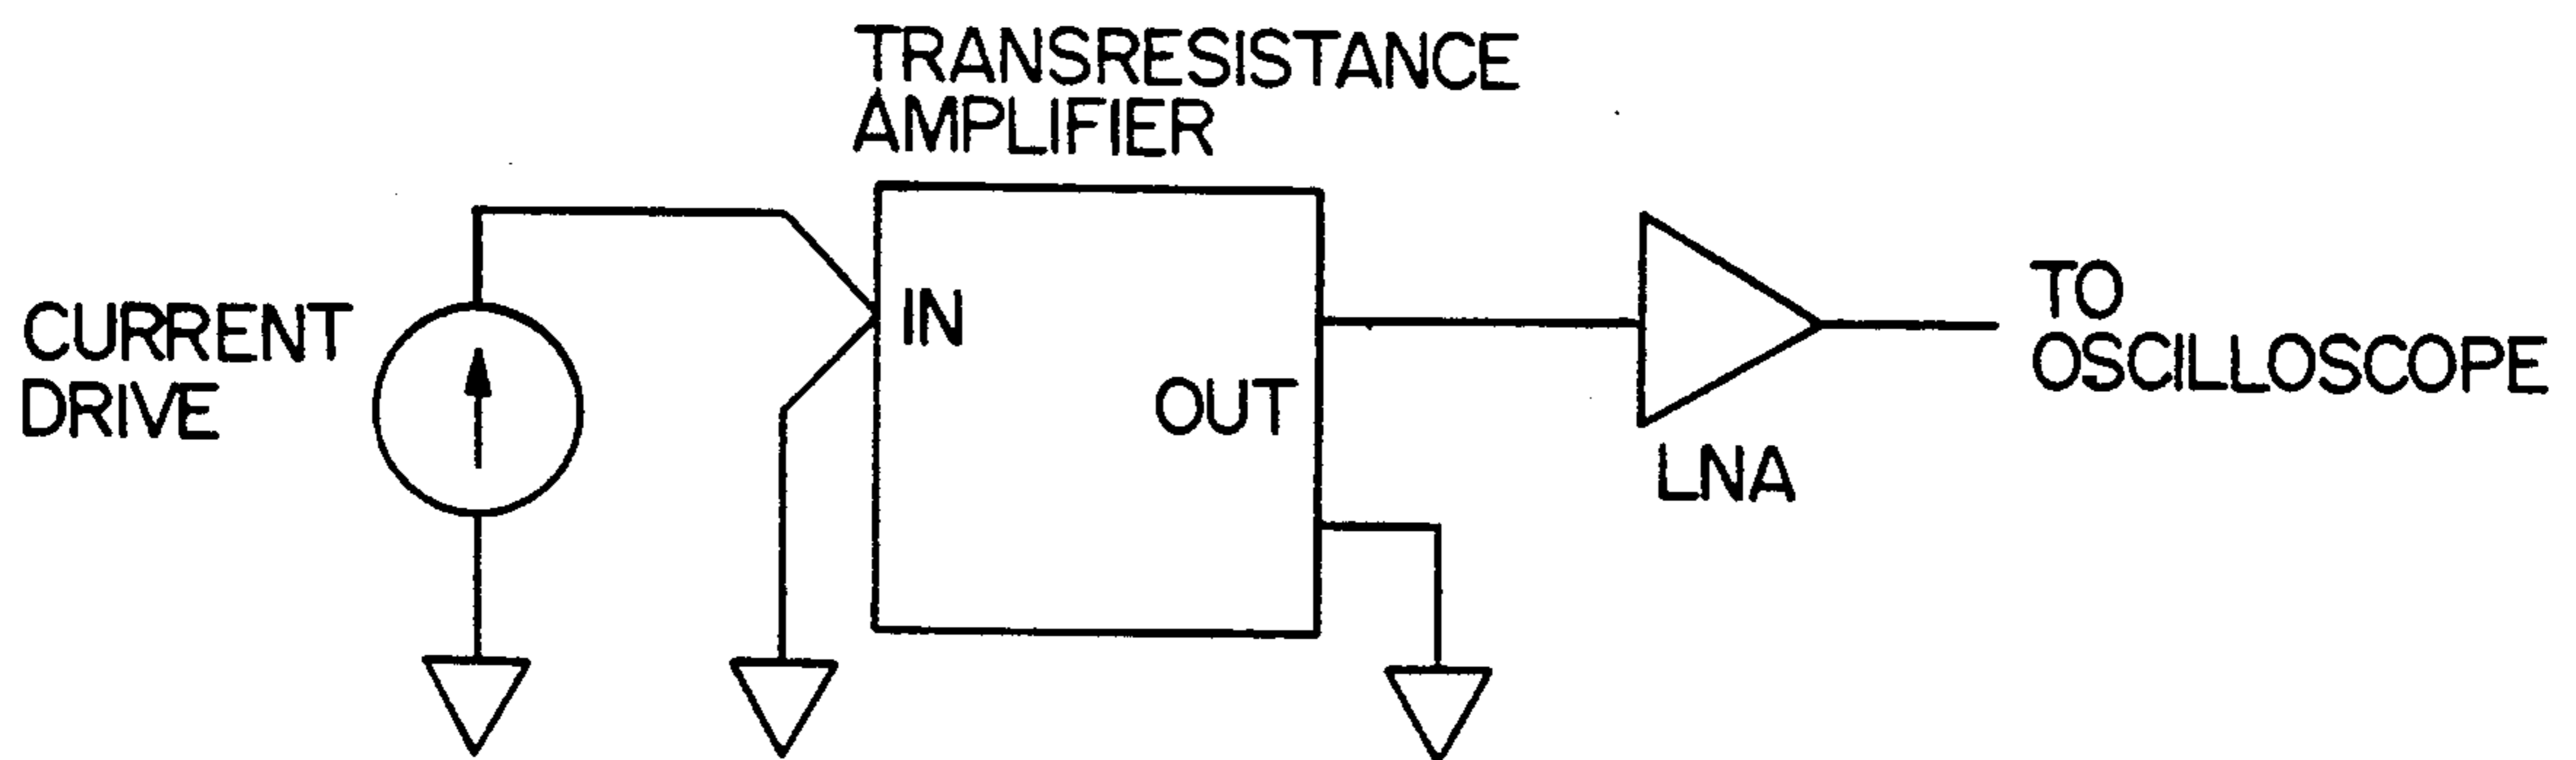 TRANSRESISTANCE
AMPLIFIER
CURRENT
DRIVE
IN
OUT
LNA
TO
OSCILLOSCOPE